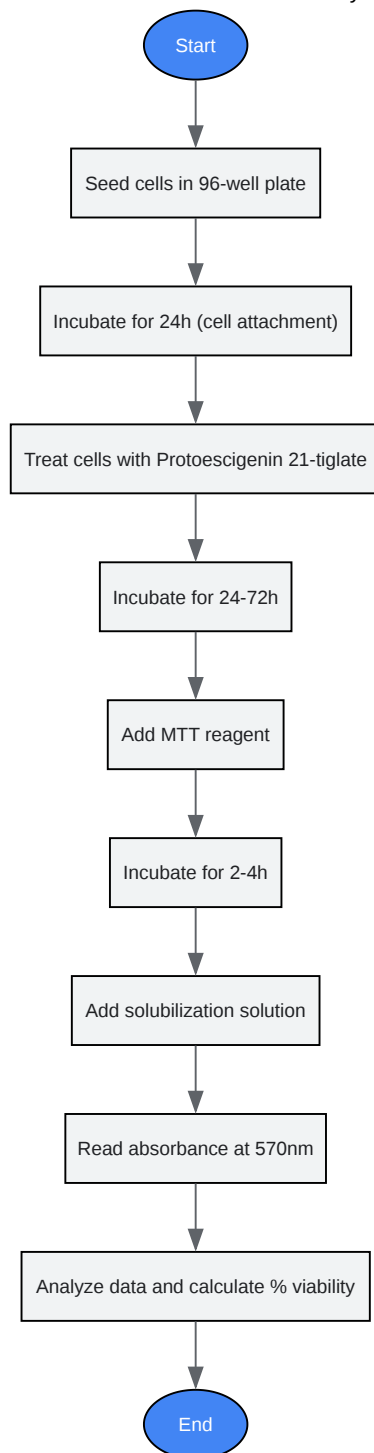 Start
Seed cells in 96-well plate
Incubate for 24h (cell attachment)
Treat cells with Protoescigenin 21-tiglate
Incubate for 24-72h
Add MTT reagent
Incubate for 2-4h
Add solubilization solution
Read absorbance at 570nm
Analyze data and calculate % viability
End